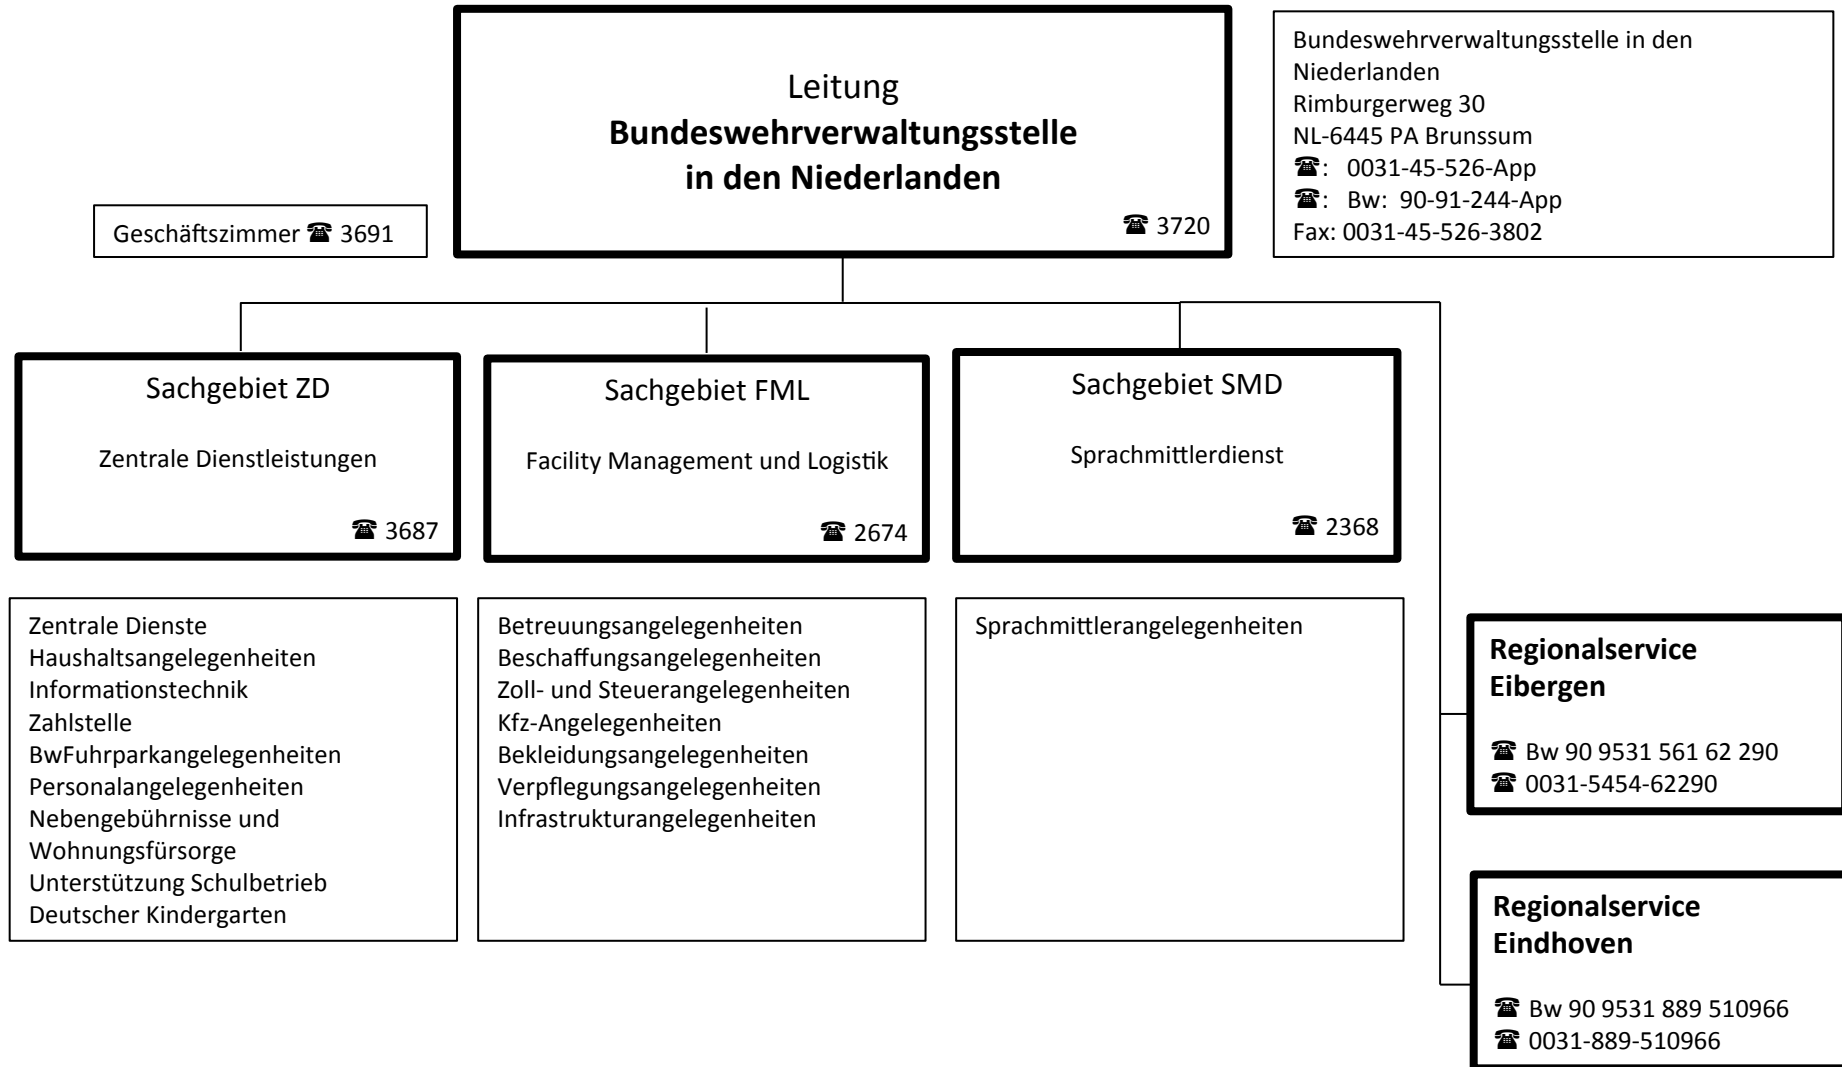 Leitung
Bundeswehrverwaltungsstelle
in den Niederlanden
☎ 3720
Bundeswehrverwaltungsstelle in den
Niederlanden
Rimburgerweg 30
NL-6445 PA Brunssum
☎: 0031-45-526-App
☎: Bw: 90-91-244-App
Fax: 0031-45-526-3802
Geschäftszimmer ☎ 3691
Sachgebiet ZD
Zentrale Dienstleistungen
☎ 3687
Sachgebiet FML
Facility Management und Logistik
☎ 2674
Sachgebiet SMD
Sprachmittlerdienst
☎ 2368
Zentrale Dienste
Haushaltsangelegenheiten
Informationstechnik
Zahlstelle
BwFuhrparkangelegenheiten
Personalangelegenheiten
Nebengebührnisse und
Wohnungsfürsorge
Unterstützung Schulbetrieb
Deutscher Kindergarten
Betreuungsangelegenheiten
Beschaffungsangelegenheiten
Zoll- und Steuerangelegenheiten
Kfz-Angelegenheiten
Bekleidungsangelegenheiten
Verpflegungsangelegenheiten
Infrastrukturangelegenheiten
Sprachmittlerangelegenheiten
Regionalservice
Eibergen
☎ Bw 90 9531 561 62 290
☎ 0031-5454-62290
Regionalservice
Eindhoven
☎ Bw 90 9531 889 510966
☎ 0031-889-510966